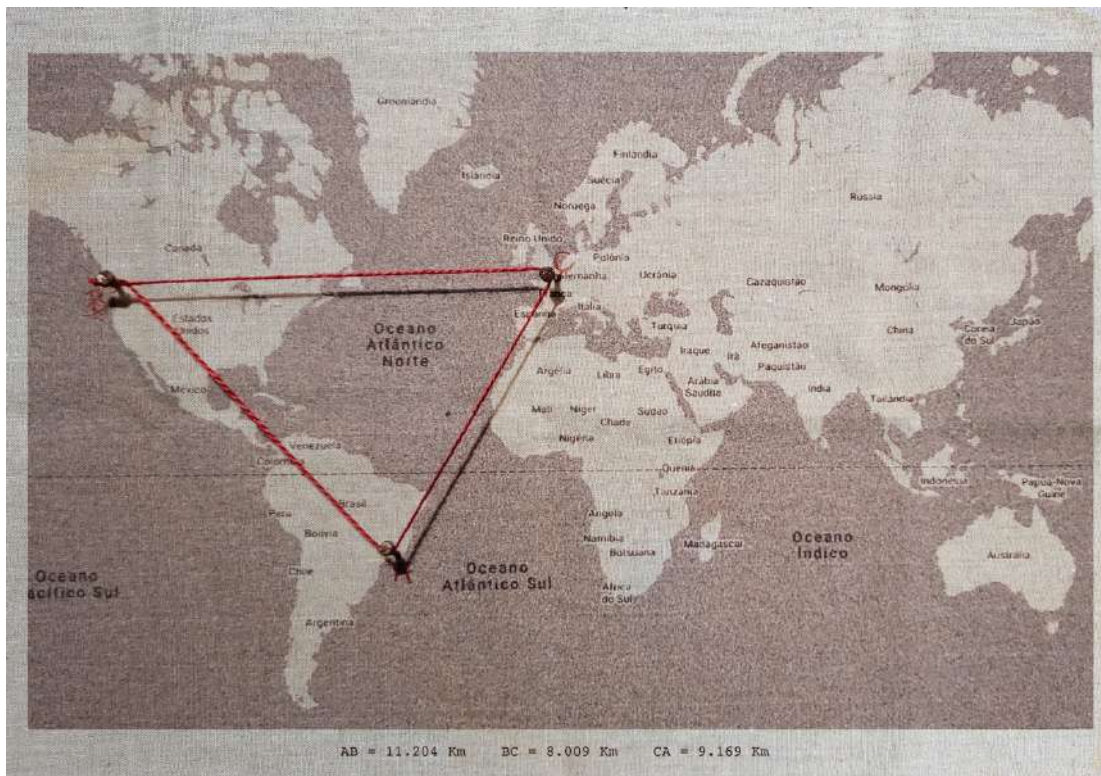 Groenlândia
Finlândia
Islândia
Suécia
Rússia
Noruega
Reino Unido
Canadá
Polônia
Ucrânia
Cazaquistão
Mongólia
Itália
Estados
Unidos
Espanha
Oceano
Atlântico
Norte
Turquia
China
Coreia
do Sul
Japão
Iraque
Irã
Afeganistão
Paquistão
México
Argélia
Líbia
Egito
Arábia
Saudita
Índia
Tailândia
Mali
Níger
Chade
Sudão
Nigéria
Etiópia
Venezuela
Colômbia
Quênia
Indonésia
Papua-Nova
Guiné
Tanzânia
Peru
Brasil
Bolívia
Angola
Namíbia
Botsuana
Madagascar
Oceano
Índico
Austrália
Chile
Oceano
acífico Sul
Oceano
Atlântico Sul
África
do Sul
Argentina
AB = 11.204 Km BC = 8.009 Km CA = 9.169 Km